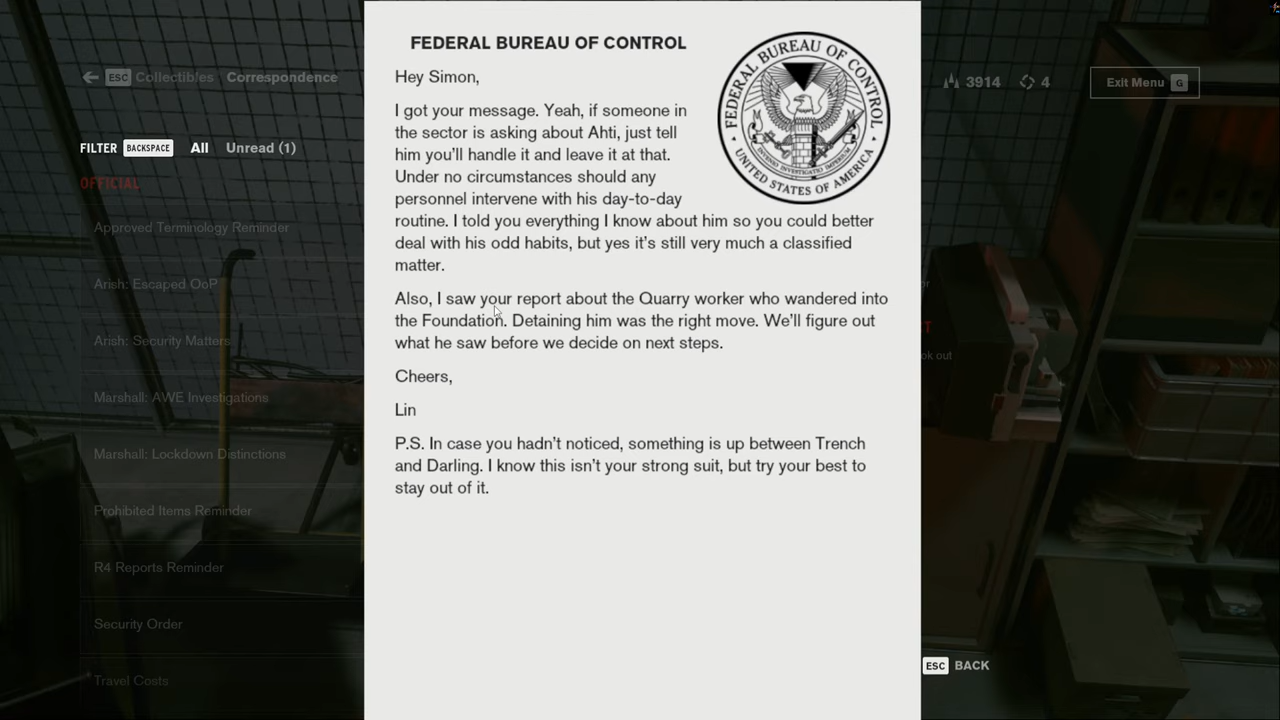 FEDERAL BUREAU OF CONTROL
FEDERAL BUREAU OF CONTROL
UNITED STATES OF AMERICA
Hey Simon,
I got your message. Yeah, if someone in
the sector is asking about Ahti, just tell
him you'll handle it and leave it at that.
Under no circumstances should any
personnel intervene with his day-to-day
routine. I told you everything I know about him so you could better
deal with his odd habits, but yes it's still very much a classified
matter.
Also, I saw your report about the Quarry worker who wandered into
the Foundation. Detaining him was the right move. We'll figure out
what he saw before we decide on next steps.
Cheers,
Lin
P.S. In case you hadn't noticed, something is up between Trench
and Darling. I know this isn't your strong suit, but try your best to
stay out of it.
ESC Collectibles Correspondence
3914 4 Exit Menu G
FILTER BACKSPACE All Unread (1)
OFFICIAL
Approved Terminology Reminder
Arish: Escaped OoP
Arish: Security Matters
Marshall: AWE Investigations
Marshall: Lockdown Distinctions
Prohibited Items Reminder
R4 Reports Reminder
Security Order
Travel Costs
ESC BACK